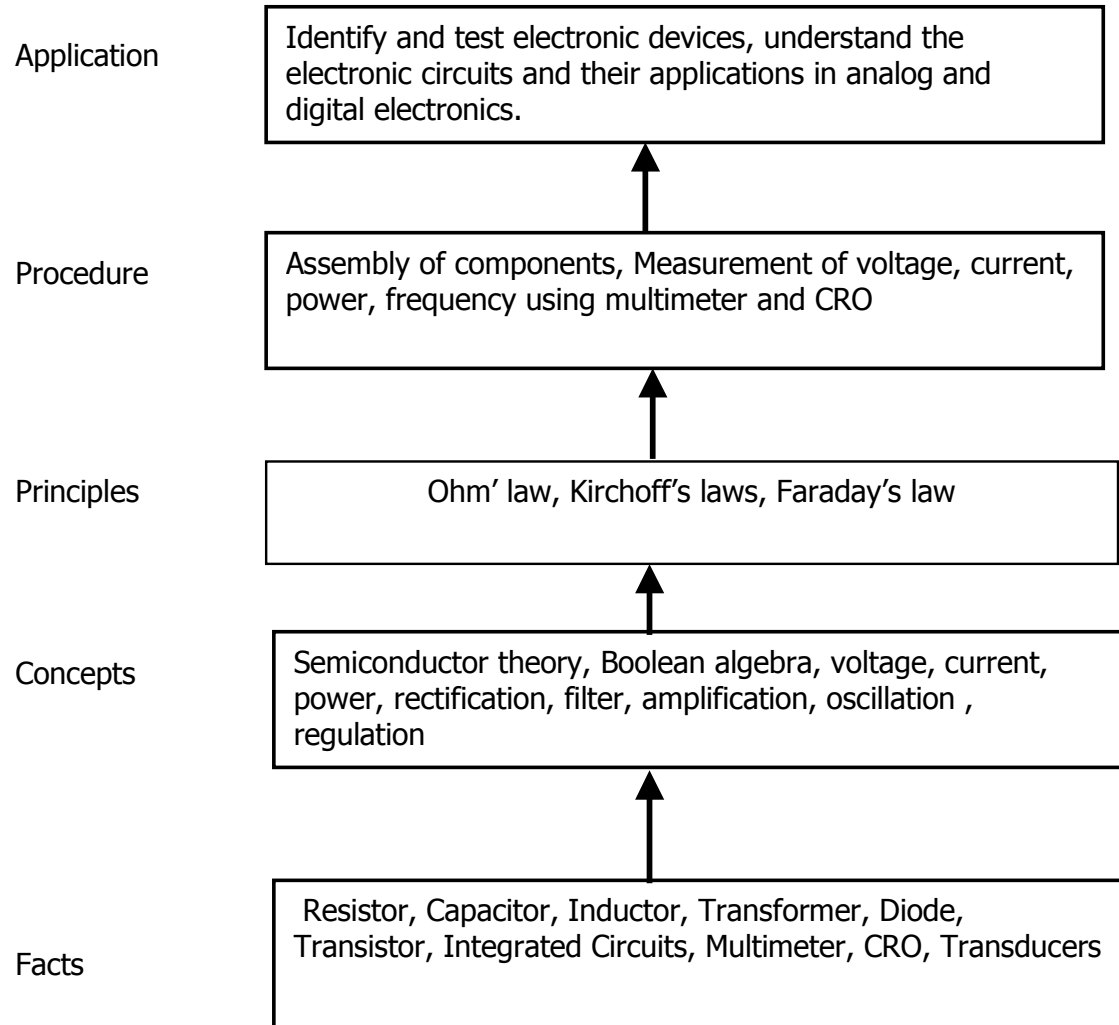 Application
Identify and test electronic devices, understand the
electronic circuits and their applications in analog and
digital electronics.
Procedure
Assembly of components, Measurement of voltage, current,
power, frequency using multimeter and CRO
Principles
Ohm’ law, Kirchoff’s laws, Faraday’s law
Concepts
Semiconductor theory, Boolean algebra, voltage, current,
power, rectification, filter, amplification, oscillation ,
regulation
Facts
Resistor, Capacitor, Inductor, Transformer, Diode,
Transistor, Integrated Circuits, Multimeter, CRO, Transducers